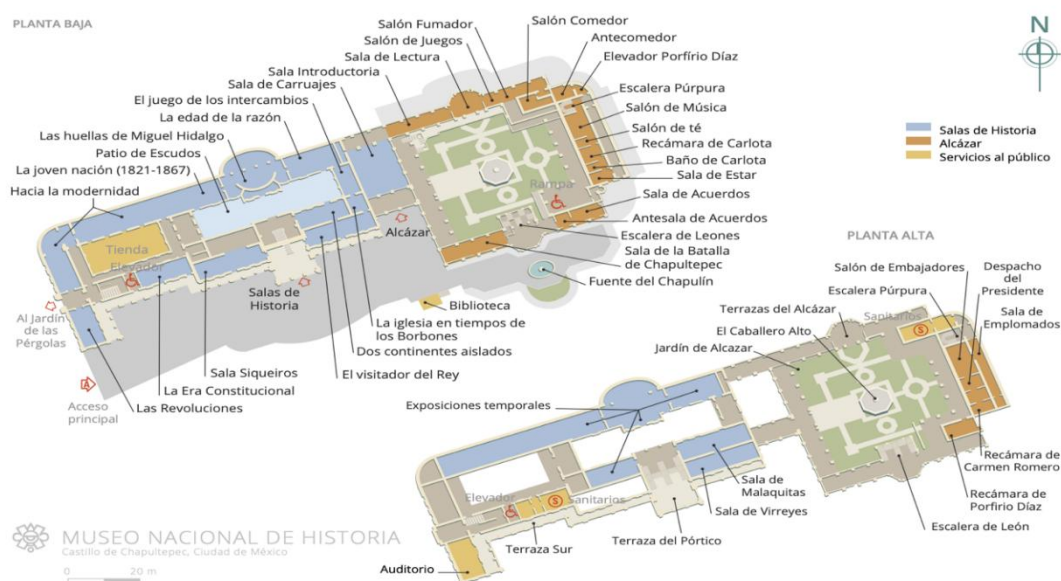 PLANTA BAJA
Salón Fumador
Salón de Juegos
Sala de Lectura
Sala Introductoria
Sala de Carruajes
El juego de los intercambios
La edad de la razón
Las huellas de Miguel Hidalgo
Patio de Escudos
La joven nación (1821-1867)
Hacia la modernidad
Salón Comedor
Antecomedor
Elevador Porfírio Díaz
Escalera Púrpura
Salón de Música
Salón de té
Recámara de Carlota
Baño de Carlota
Sala de Estar
Sala de Acuerdos
Antesala de Acuerdos
Escalera de Leones
Sala de la Batalla
de Chapultepec
Fuente del Chapulín
Rampa
N
Salas de Historia
Alcázar
Servicios al público
Tienda
Elevador
Alcázar
Salas de
Historia
Biblioteca
La iglesia en tiempos de
los Borbones
Dos continentes aislados
El visitador del Rey
Sala Siqueiros
La Era Constitucional
Las Revoluciones
Al Jardín
de las
Pérgolas
A
Acceso
principal
PLANTA ALTA
Salón de Embajadores
Escalera Púrpura
Despacho
del
Presidente
Sala de
Emplomados
Sanitarios
S
Terrazas del Alcázar
El Caballero Alto
Jardín de Alcazar
Exposiciones temporales
Recámara de
Carmen Romero
Recámara de
Porfirio Díaz
Escalera de León
Sala de
Malaquitas
Sala de Virreyes
Terraza del Pórtico
Elevador
S
Sanitarios
Terraza Sur
Auditorio
MUSEO NACIONAL DE HISTORIA
Castillo de Chapultepec, Ciudad de México
0 20 m